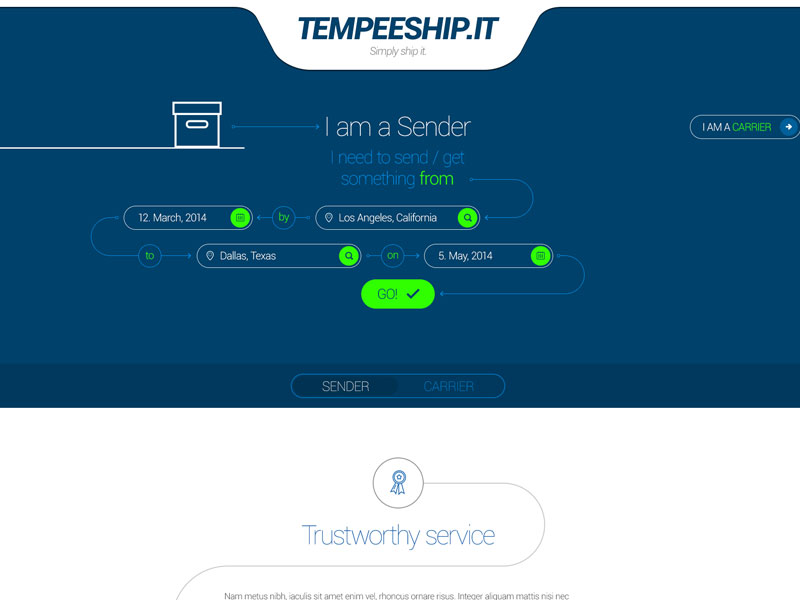 TEMPEESHIP.IT
Simply ship it.
I am a Sender
I AM A CARRIER
I need to send / get
something from
12. March, 2014 by Los Angeles, California
to Dallas, Texas on 5. May, 2014
GO!
SENDER CARRIER
Trustworthy service
Nam metus nibh, iaculis sit amet enim vel, rhoncus ornare risus. Integer aliquam mattis nisi nec